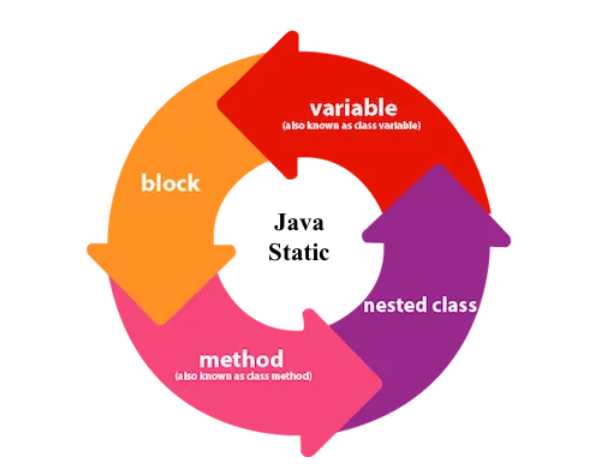 variable
(also known as class variable)
block
Java
Static
nested class
method
(also known as class method)